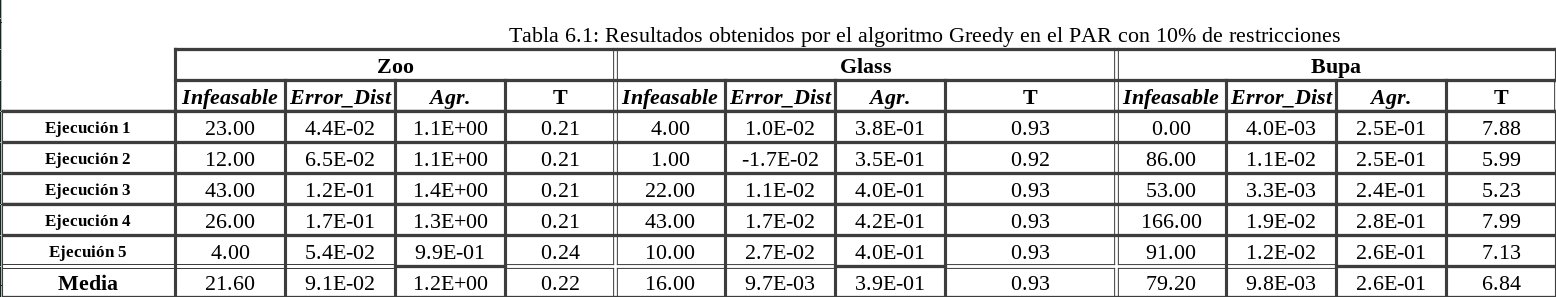 Tabla 6.1: Resultados obtenidos por el algoritmo Greedy en el PAR con 10% de restricciones
Zoo Glass Bupa
Infeasable Error_Dist Agr. T Infeasable Error_Dist Agr. T Infeasable Error_Dist Agr. T
Ejecución 1 23.00 4.4E-02 1.1E+00 0.21 4.00 1.0E-02 3.8E-01 0.93 0.00 4.0E-03 2.5E-01 7.88
Ejecución 2 12.00 6.5E-02 1.1E+00 0.21 1.00 -1.7E-02 3.5E-01 0.92 86.00 1.1E-02 2.5E-01 5.99
Ejecución 3 43.00 1.2E-01 1.4E+00 0.21 22.00 1.1E-02 4.0E-01 0.93 53.00 3.3E-03 2.4E-01 5.23
Ejecución 4 26.00 1.7E-01 1.3E+00 0.21 43.00 1.7E-02 4.2E-01 0.93 166.00 1.9E-02 2.8E-01 7.99
Ejecuión 5 4.00 5.4E-02 9.9E-01 0.24 10.00 2.7E-02 4.0E-01 0.93 91.00 1.2E-02 2.6E-01 7.13
Media 21.60 9.1E-02 1.2E+00 0.22 16.00 9.7E-03 3.9E-01 0.93 79.20 9.8E-03 2.6E-01 6.84